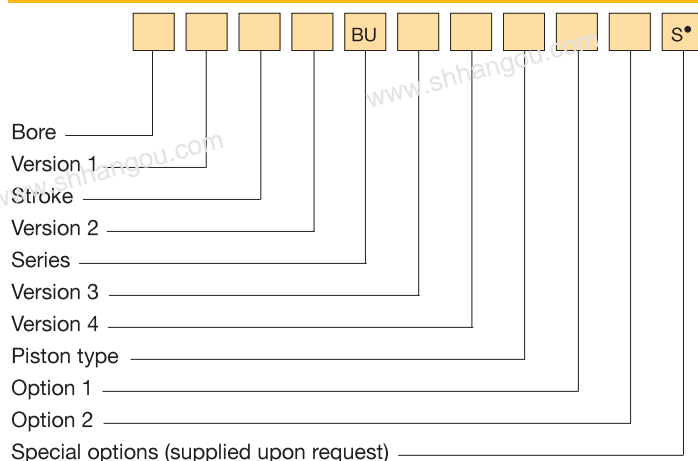 BU S•
www.shhangou.com
Bore
Version 1
www.shhangou.com
Stroke
Version 2
Series
Version 3
Version 4
Piston type
Option 1
Option 2
Special options (supplied upon request)